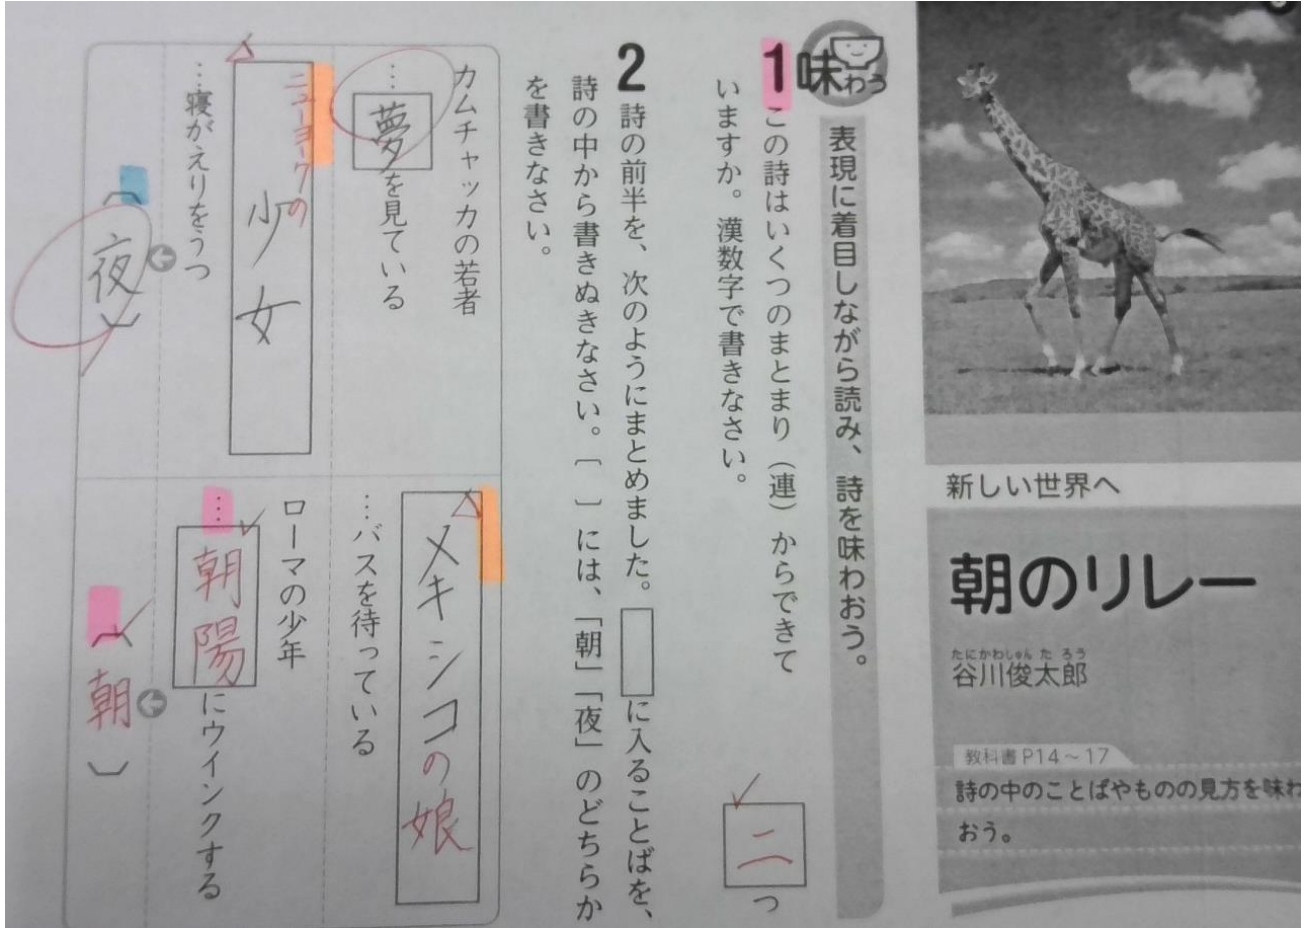 新しい世界へ
朝のリレー
たにかわしゅんたろう
谷川俊太郎
教科書P14～17
詩の中のことばやものの見方を味わ
おう。
味わう
表現に着目しながら読み、詩を味わおう。
1 この詩はいくつのまとまり（連）からできて
いますか。漢数字で書きなさい。
二つ
2 詩の前半を、次のようにまとめました。□に入ることばを、
詩の中から書きぬきなさい。〔　〕には、「朝」「夜」のどちらか
を書きなさい。
カムチャッカの若者
…夢を見ている
メキシコの娘
…バスを待っている
ニューヨークの少女
…寝がえりをうつ
ローマの少年
…朝陽にウインクする
〔夜〕
〔朝〕